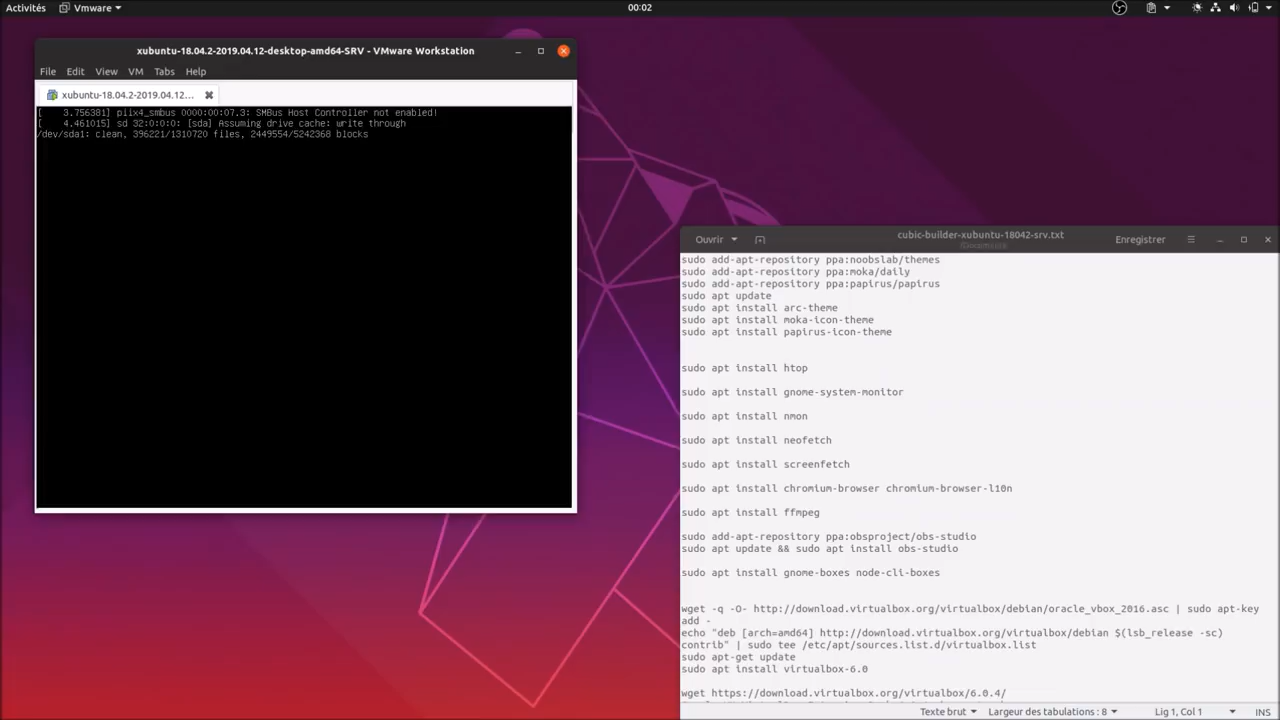 Activités Vmware 00:02
xubuntu-18.04.2-2019.04.12-desktop-amd64-SRV - VMware Workstation
File Edit View VM Tabs Help
xubuntu-18.04.2-2019.04.12...
[    3.756381] piix4_smbus 0000:00:07.3: SMBus Host Controller not enabled!
[    4.461015] sd 32:0:0:0: [sda] Assuming drive cache: write through
/dev/sda1: clean, 396221/1310720 files, 2449554/5242368 blocks
Ouvrir cubic-builder-xubuntu-18042-srv.txt Enregistrer
sudo add-apt-repository ppa:noobslab/themes
sudo add-apt-repository ppa:moka/daily
sudo add-apt-repository ppa:papirus/papirus
sudo apt update
sudo apt install arc-theme
sudo apt install moka-icon-theme
sudo apt install papirus-icon-theme
sudo apt install htop
sudo apt install gnome-system-monitor
sudo apt install nmon
sudo apt install neofetch
sudo apt install screenfetch
sudo apt install chromium-browser chromium-browser-l10n
sudo apt install ffmpeg
sudo add-apt-repository ppa:obsproject/obs-studio
sudo apt update && sudo apt install obs-studio
sudo apt install gnome-boxes node-cli-boxes
wget -q -O- http://download.virtualbox.org/virtualbox/debian/oracle_vbox_2016.asc | sudo apt-key
add -
echo "deb [arch=amd64] http://download.virtualbox.org/virtualbox/debian $(lsb_release -sc)
contrib" | sudo tee /etc/apt/sources.list.d/virtualbox.list
sudo apt-get update
sudo apt install virtualbox-6.0
wget https://download.virtualbox.org/virtualbox/6.0.4/
Texte brut Largeur des tabulations : 8 Lig 1, Col 1 INS